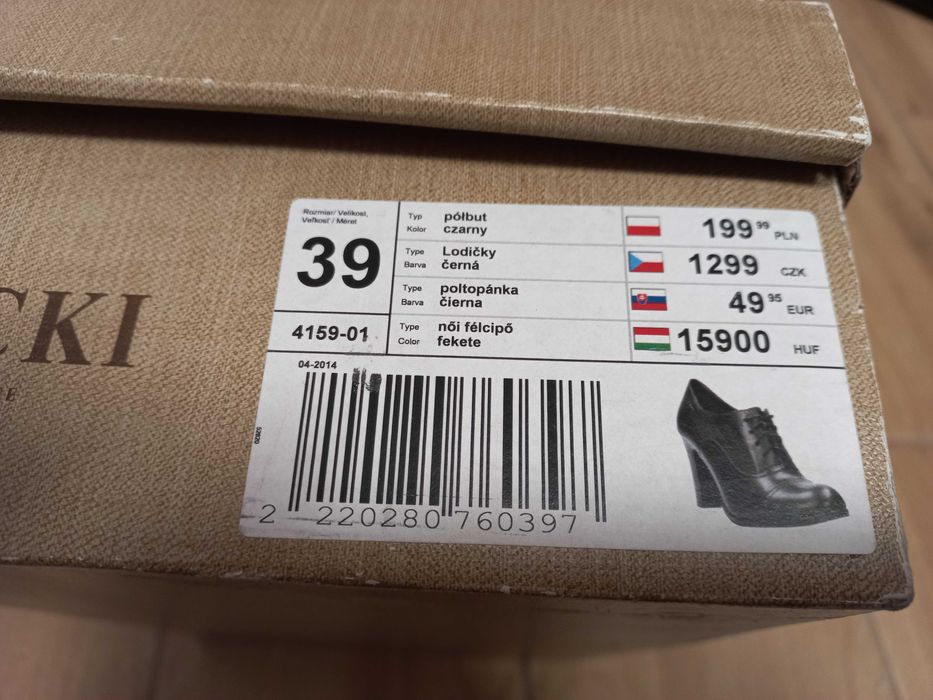 CKI
E
Rozmiar/ Velikost,
Veľkosť / Méret
39
4159-01
Typ półbut
Kolor czarny
199 99 PLN
Type Lodičky
Barva černá
1299 CZK
Type poltopánka
Barva čierna
49 95 EUR
Type női félcipő
Color fekete
15900 HUF
04-2014
2 220280 760397